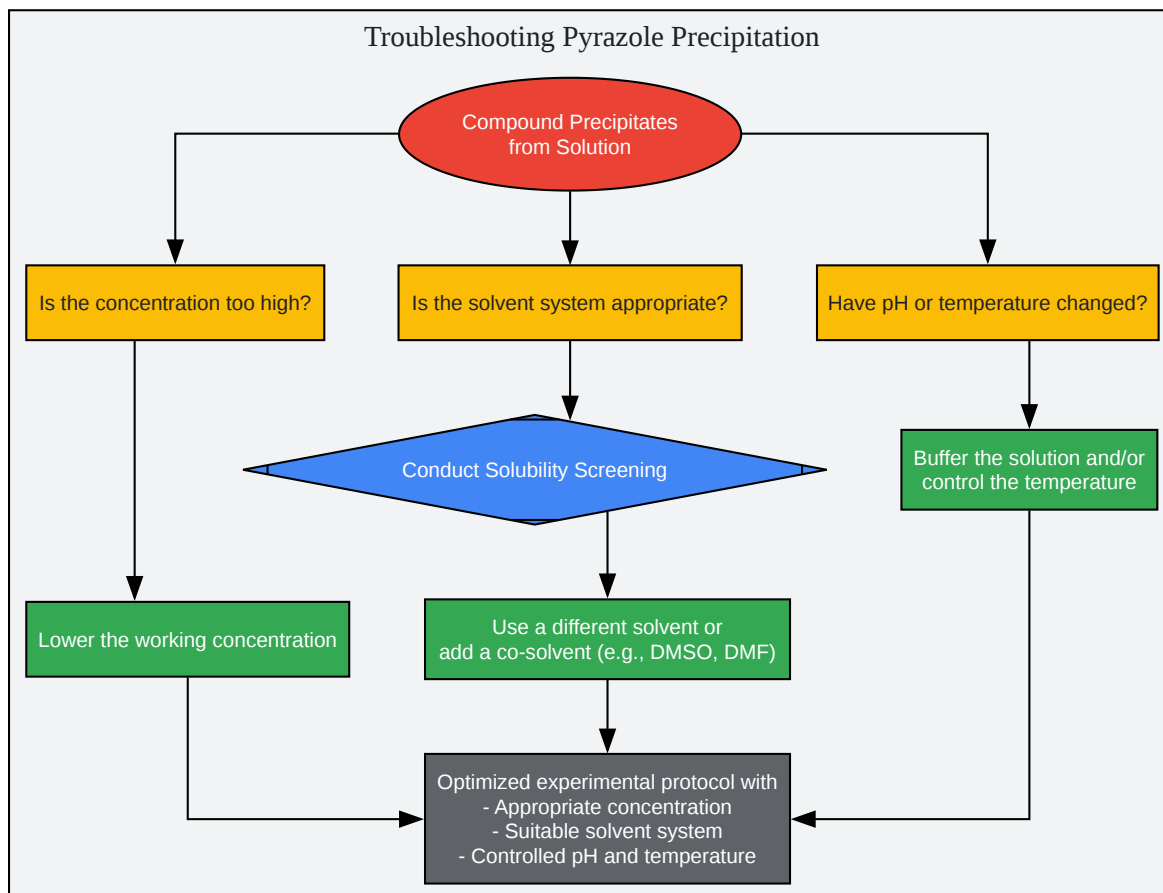 Troubleshooting Pyrazole Precipitation
Compound Precipitates
from Solution
Is the concentration too high?
Is the solvent system appropriate?
Have pH or temperature changed?
Conduct Solubility Screening
Buffer the solution and/or
control the temperature
Lower the working concentration
Use a different solvent or
add a co-solvent (e.g., DMSO, DMF)
Optimized experimental protocol with
- Appropriate concentration
- Suitable solvent system
- Controlled pH and temperature